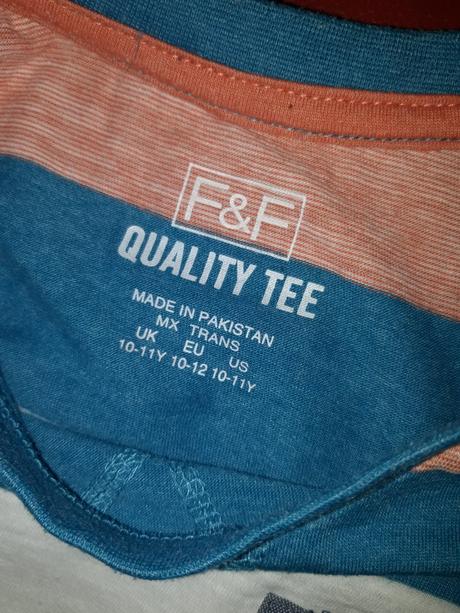 F&F
QUALITY TEE
MADE IN PAKISTAN
MX TRANS
UK EU US
10-11Y 10-12 10-11Y